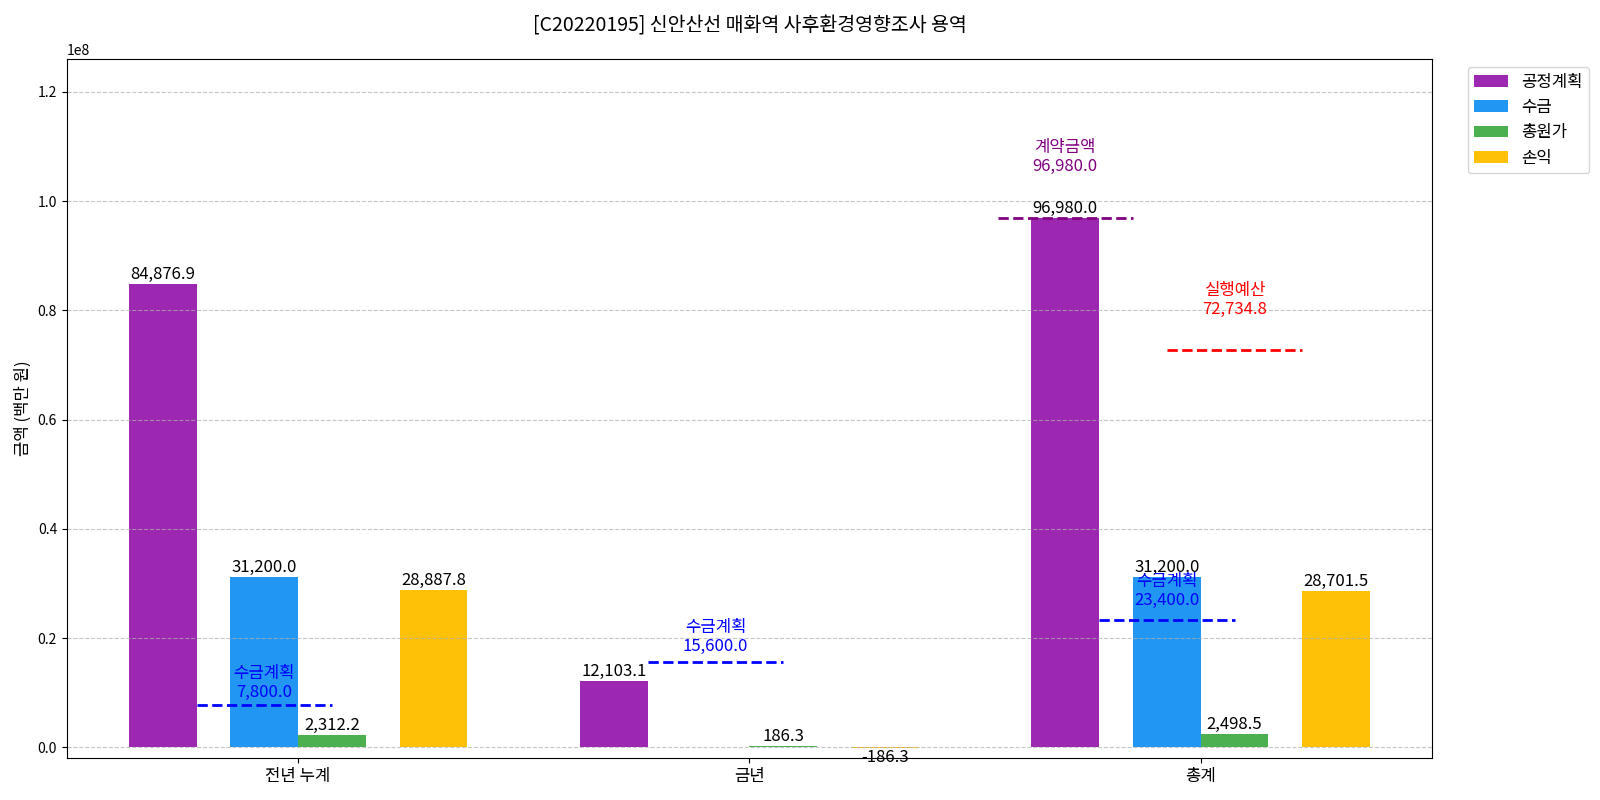 [C20220195] 신안산선 매화역 사후환경영향조사 용역
1e8
금액 (백만 원)
1.2
1.0
0.8
0.6
0.4
0.2
0.0
84,876.9
31,200.0
수금계획
7,800.0
2,312.2
28,887.8
12,103.1
수금계획
15,600.0
186.3
-186.3
계약금액
96,980.0
96,980.0
실행예산
72,734.8
31,200.0
수금계획
23,400.0
2,498.5
28,701.5
전년 누계
금년
총계
공정계획
수금
총원가
손익